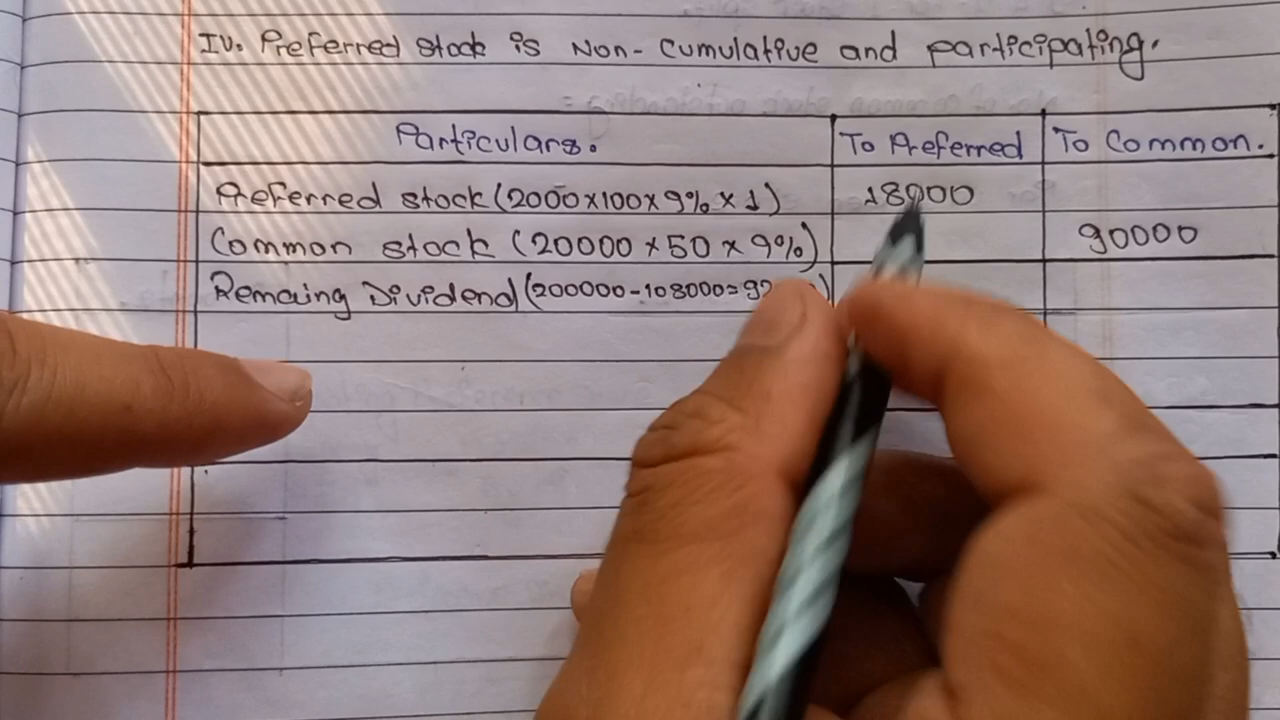 IV. Preferred stock is Non-cumulative and participating.
Particulars. To Preferred To Common.
Preferred stock (2000x100x9% x 1) 18000
Common stock (20000 x 50 x 9%) 90000
Remaing Dividend (200000-108000=92